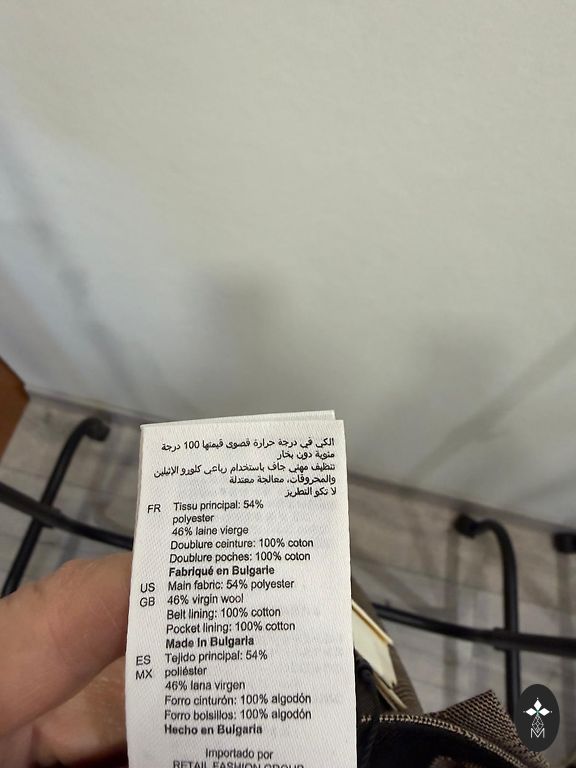 الكي في درجة حرارة قصوى قيمتها 100 درجة
مئوية دون بخار
تنظيف مهني جاف باستخدام رباعي كلورو الإثيلين
والمحروقات، معالجة معتدلة
لا تكو التطريز
FR Tissu principal: 54%
polyester
46% laine vierge
Doublure ceinture: 100% coton
Doublure poches: 100% coton
Fabriqué en Bulgarie
US Main fabric: 54% polyester
GB 46% virgin wool
Belt lining: 100% cotton
Pocket lining: 100% cotton
Made In Bulgaria
ES Tejido principal: 54%
MX poliéster
46% lana virgen
Forro cinturón: 100% algodón
Forro bolsillos: 100% algodón
Hecho en Bulgaria
Importado por
RETAIL FASHION GROUP
M